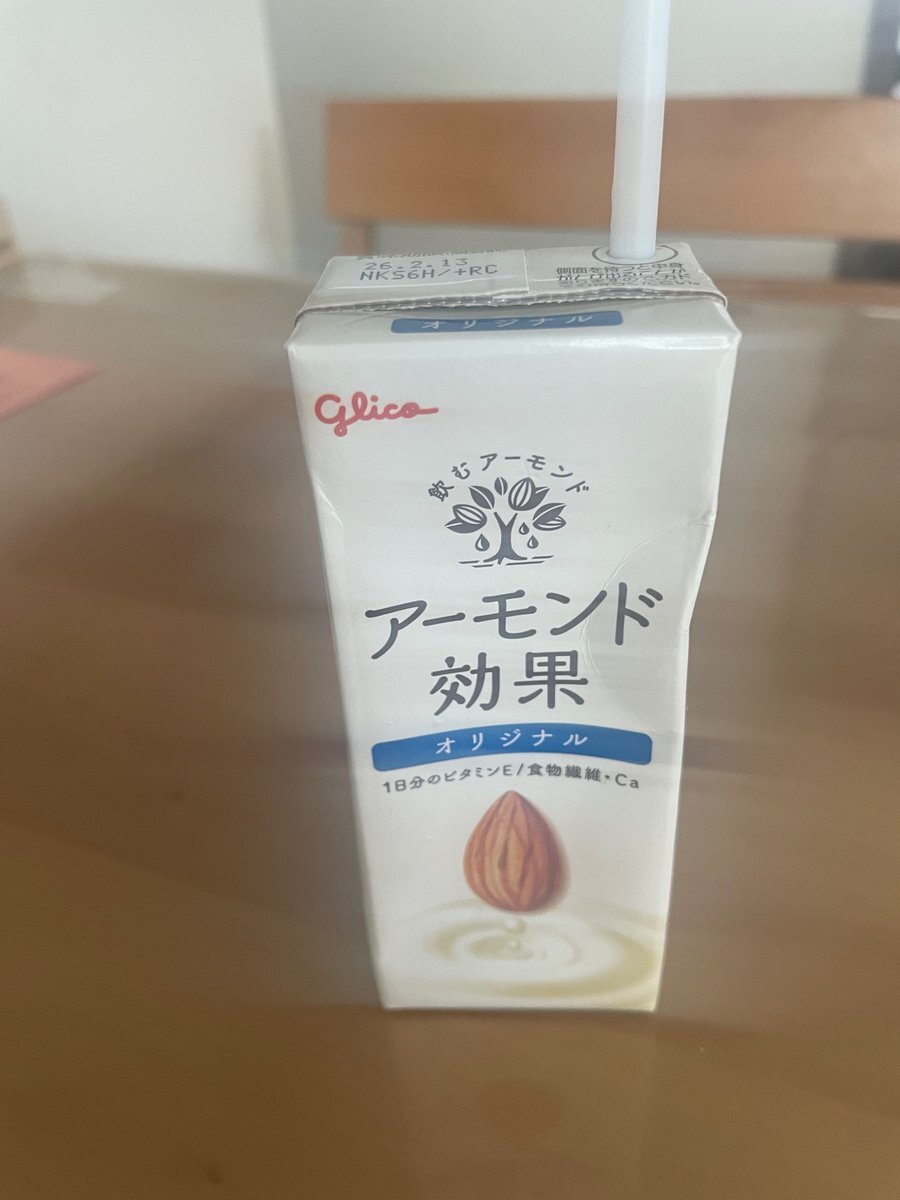 26.2.13
NKS6H/+RC
オリジナル
Glico
飲むアーモンド
アーモンド
効果
オリジナル
1日分のビタミンE/食物繊維・Ca